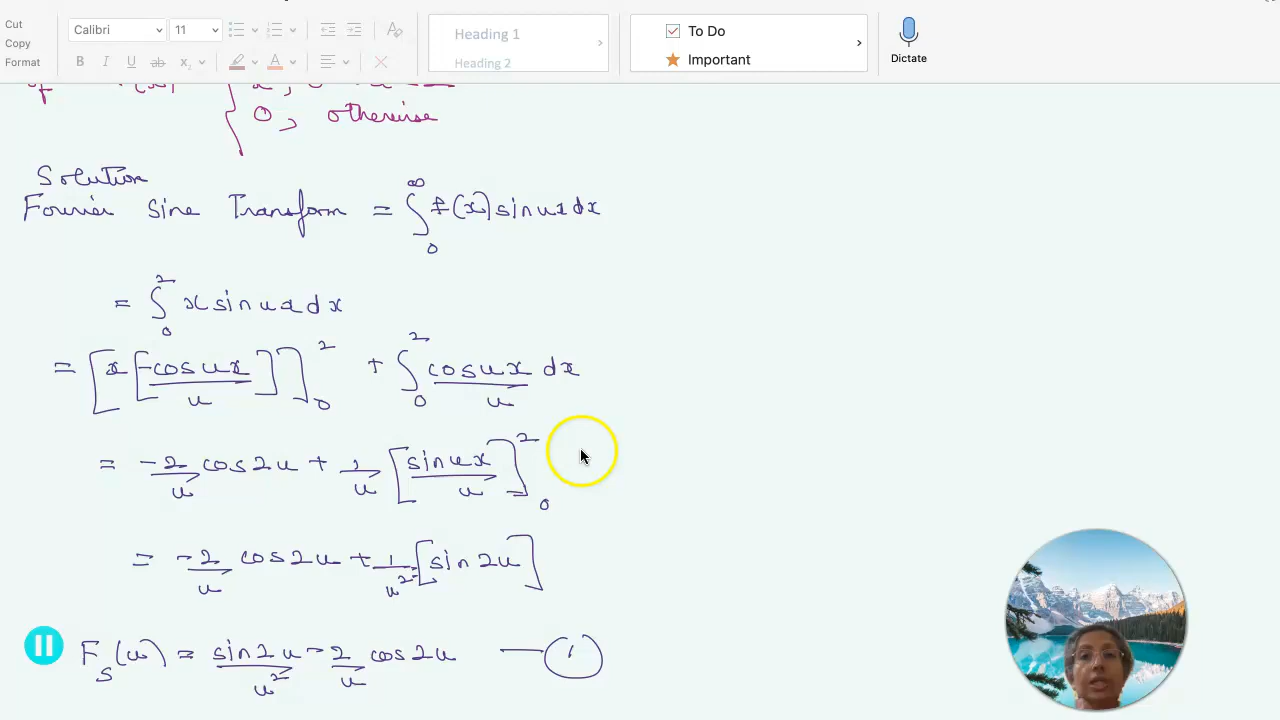 Cut
Copy
Format
Calibri 11
B I U ab x₂ A
Heading 1
Heading 2
To Do
Important
Dictate
0, otherwise
Solution
Fourier Sine Transform = ∫₀^∞ f(x) sin ux dx
= ∫₀² x sin ux dx
= [x [-cos ux / u]]₀² + ∫₀² cos ux / u dx
= -2/u cos 2u + 1/u [sin ux / u]₀²
= -2/u cos 2u + 1/u² [sin 2u]
F_s(u) = sin 2u / u² - 2/u cos 2u — 1